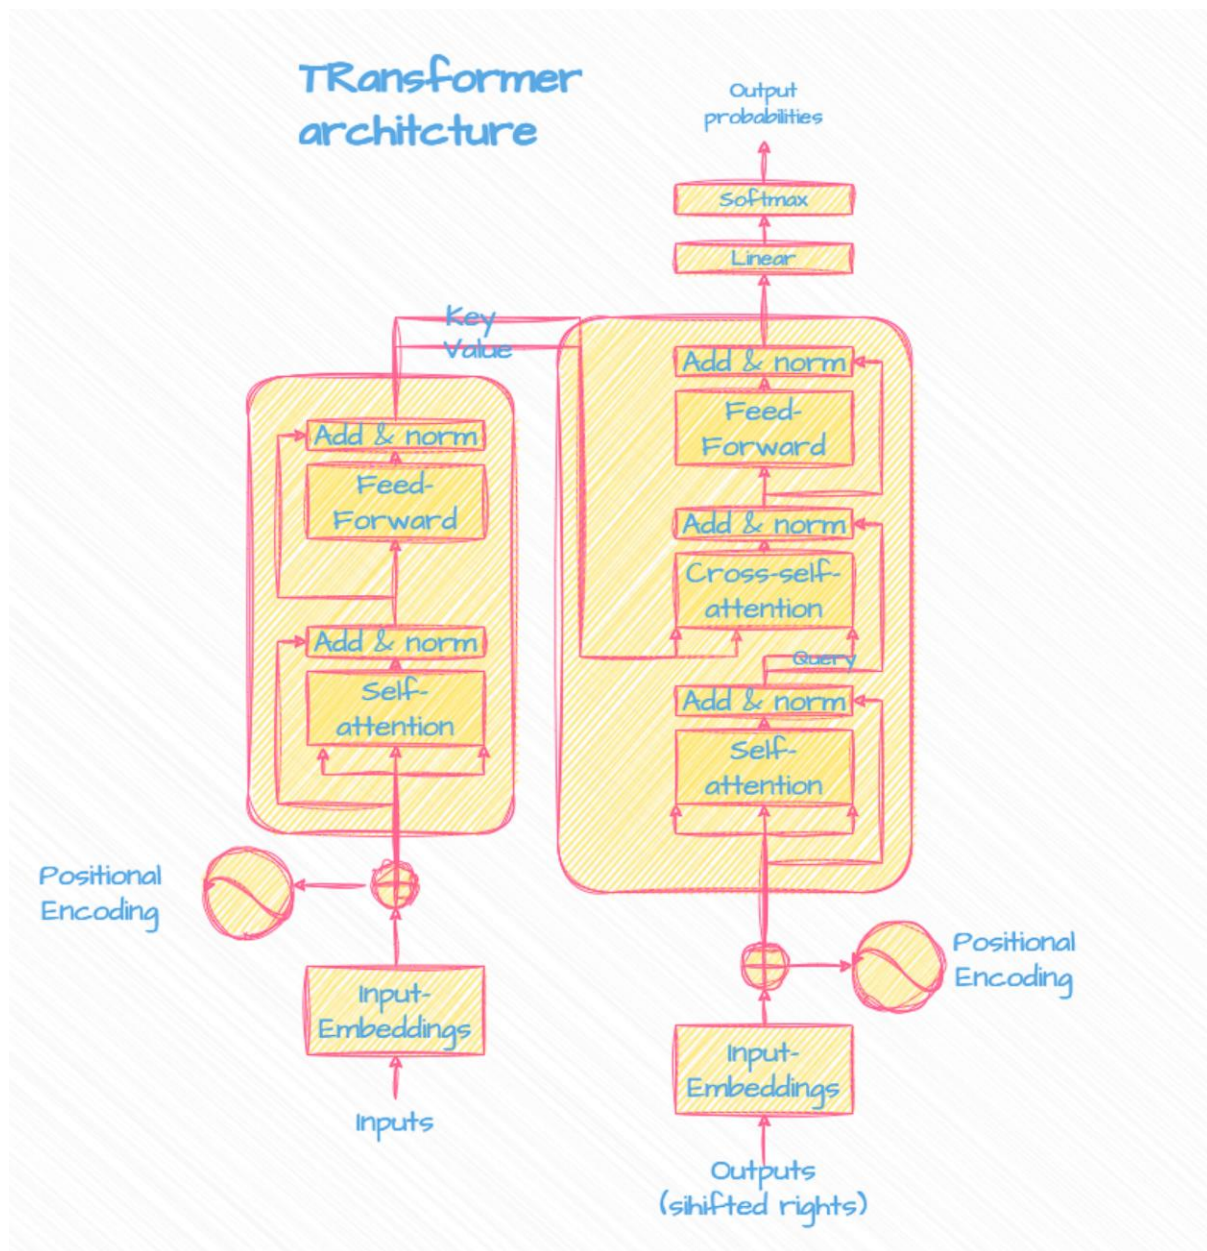 TRansformer
architcture
Output
probabilities
Softmax
Linear
Key
Value
Add & norm
Feed-
Forward
Add & norm
Cross-self-
attention
Query
Add & norm
Self-
attention
Add & norm
Feed-
Forward
Add & norm
Self-
attention
Positional
Encoding
Input-
Embeddings
Inputs
Positional
Encoding
Input-
Embeddings
Outputs
(sihifted rights)